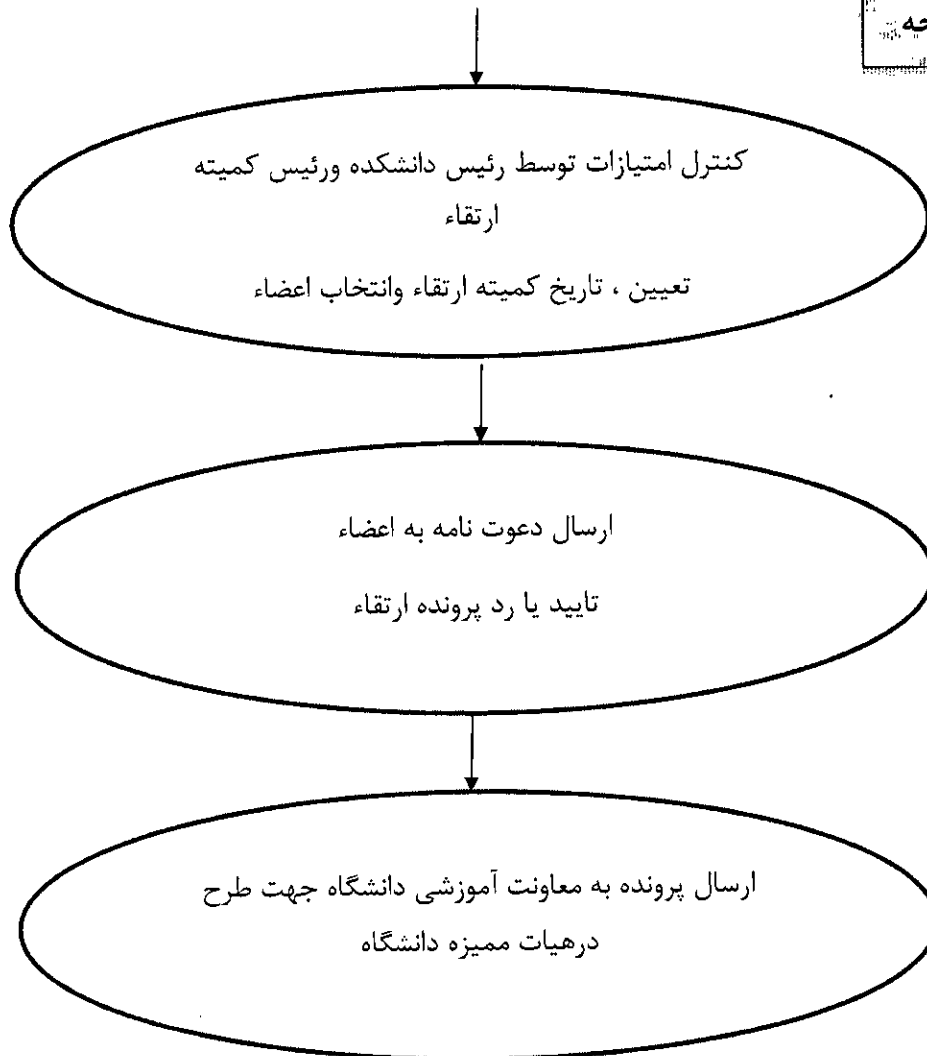 کنترل امتیازات توسط رئیس دانشکده ورئیس کمیته
ارتقاء
تعیین ، تاریخ کمیته ارتقاء وانتخاب اعضاء
ارسال دعوت نامه به اعضاء
تایید یا رد پرونده ارتقاء
ارسال پرونده به معاونت آموزشی دانشگاه جهت طرح
درهیات ممیزه دانشگاه